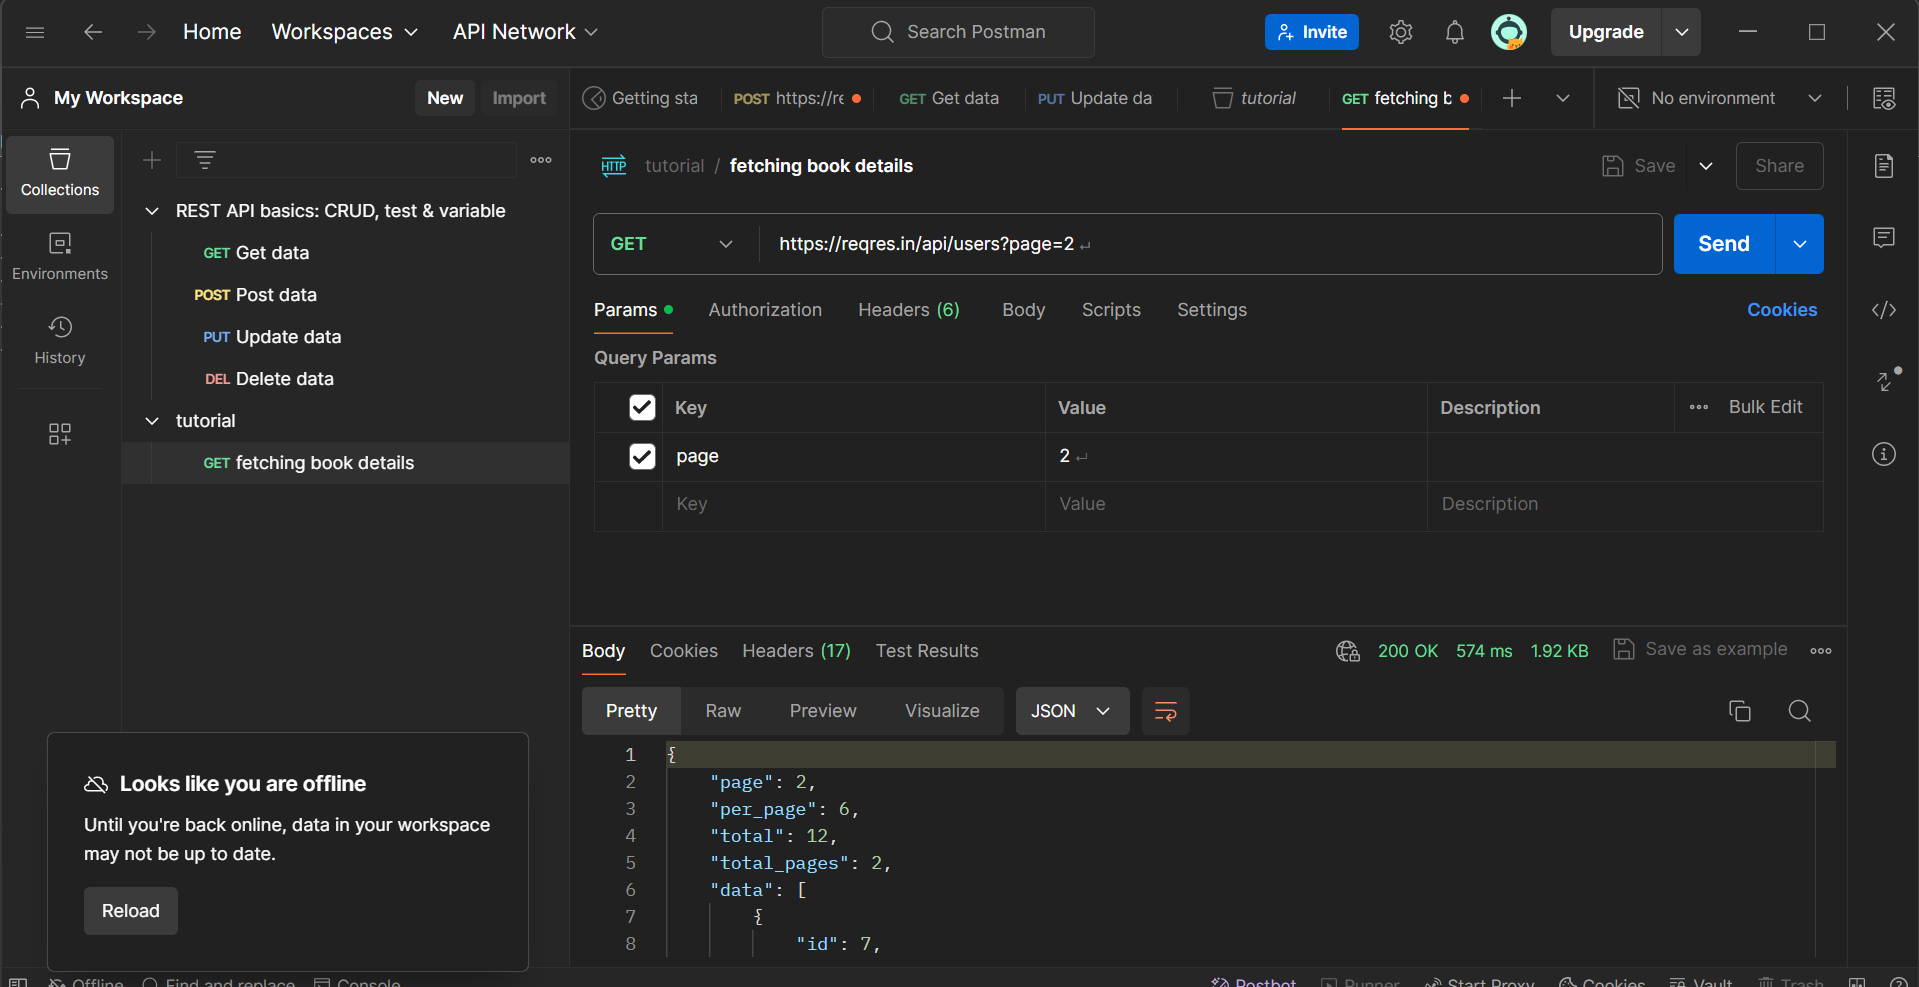 Home Workspaces API Network Search Postman Invite Upgrade
My Workspace New Import Getting sta POST https://re GET Get data PUT Update da tutorial GET fetching b No environment
Collections
Environments
History
REST API basics: CRUD, test & variable
GET Get data
POST Post data
PUT Update data
DEL Delete data
tutorial
GET fetching book details
HTTP tutorial / fetching book details Save Share
GET https://reqres.in/api/users?page=2 Send
Params Authorization Headers (6) Body Scripts Settings Cookies
Query Params
Key Value Description Bulk Edit
page 2
Key Value Description
Body Cookies Headers (17) Test Results 200 OK 574 ms 1.92 KB Save as example
Pretty Raw Preview Visualize JSON
1 {
2 "page": 2,
3 "per_page": 6,
4 "total": 12,
5 "total_pages": 2,
6 "data": [
7 {
8 "id": 7,
Looks like you are offline
Until you're back online, data in your workspace
may not be up to date.
Reload
Offline Find and replace Console Postbot Runner Start Proxy Cookies Vault Trash